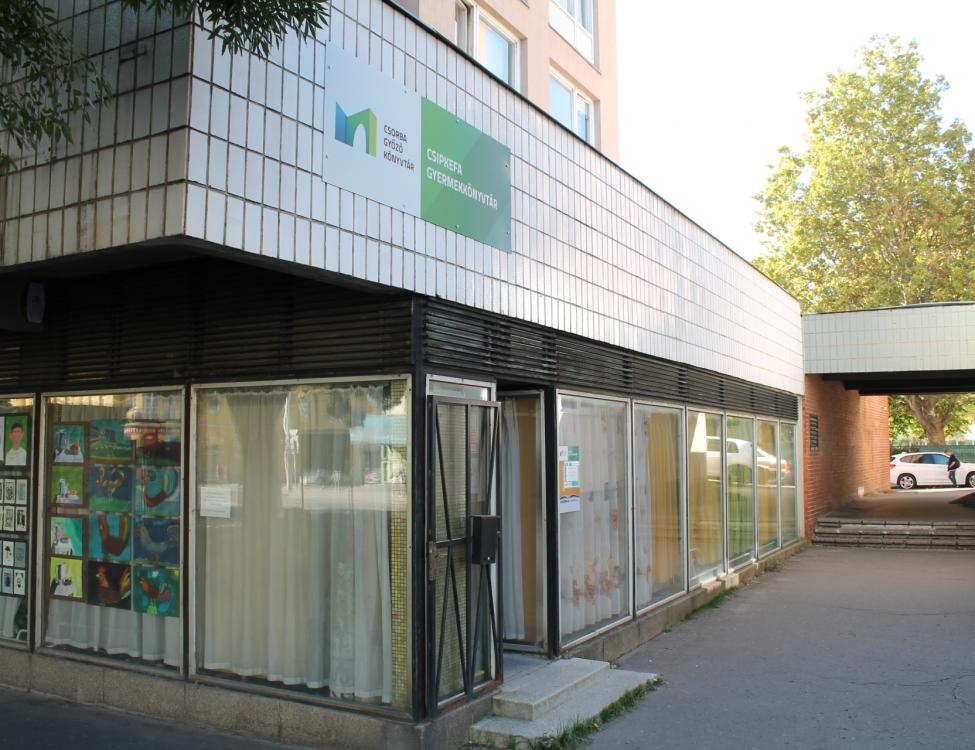 CSORBA
GYŐZŐ
KÖNYVTÁR
CSIPKEFA
GYERMEKKÖNYVTÁR